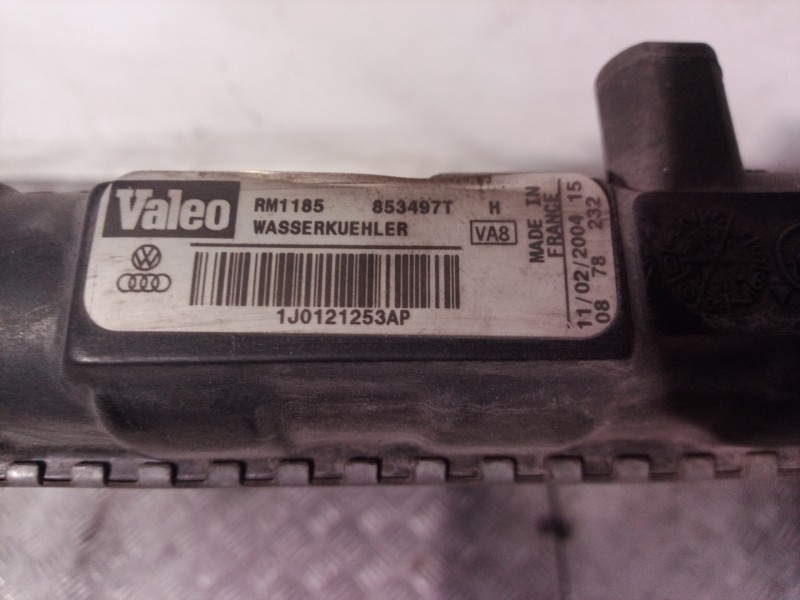 Valeo
RM1185 853497T H
WASSERKUEHLER VA8
1J0121253AP
MADE IN
FRANCE
11/02/2004 15
08 78 232